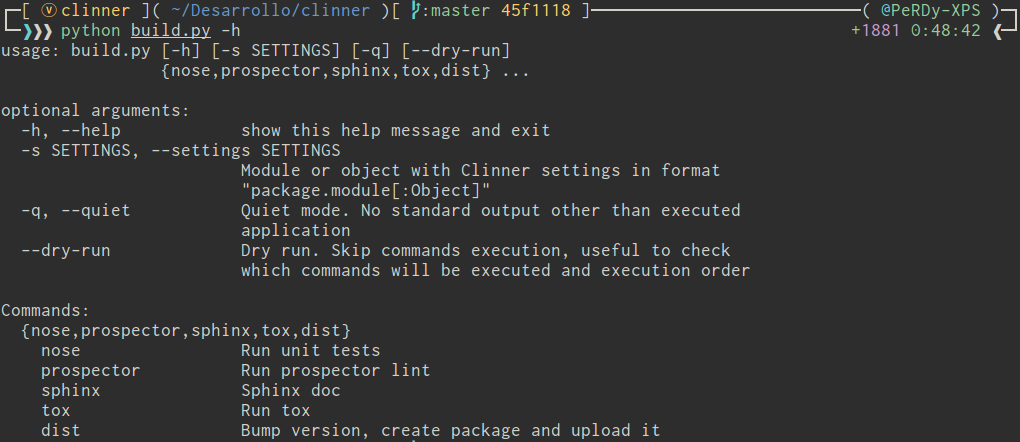 [ ⓥ clinner ]( ~/Desarrollo/clinner )[ :master 45f1118 ]
( @PeRDy-XPS )
❯❯❯ python build.py -h
+1881 0:48:42 ❮
usage: build.py [-h] [-s SETTINGS] [-q] [--dry-run]
{nose,prospector,sphinx,tox,dist} ...
optional arguments:
-h, --help show this help message and exit
-s SETTINGS, --settings SETTINGS
Module or object with Clinner settings in format
"package.module[:Object]"
-q, --quiet Quiet mode. No standard output other than executed
application
--dry-run Dry run. Skip commands execution, useful to check
which commands will be executed and execution order
Commands:
{nose,prospector,sphinx,tox,dist}
nose Run unit tests
prospector Run prospector lint
sphinx Sphinx doc
tox Run tox
dist Bump version, create package and upload it